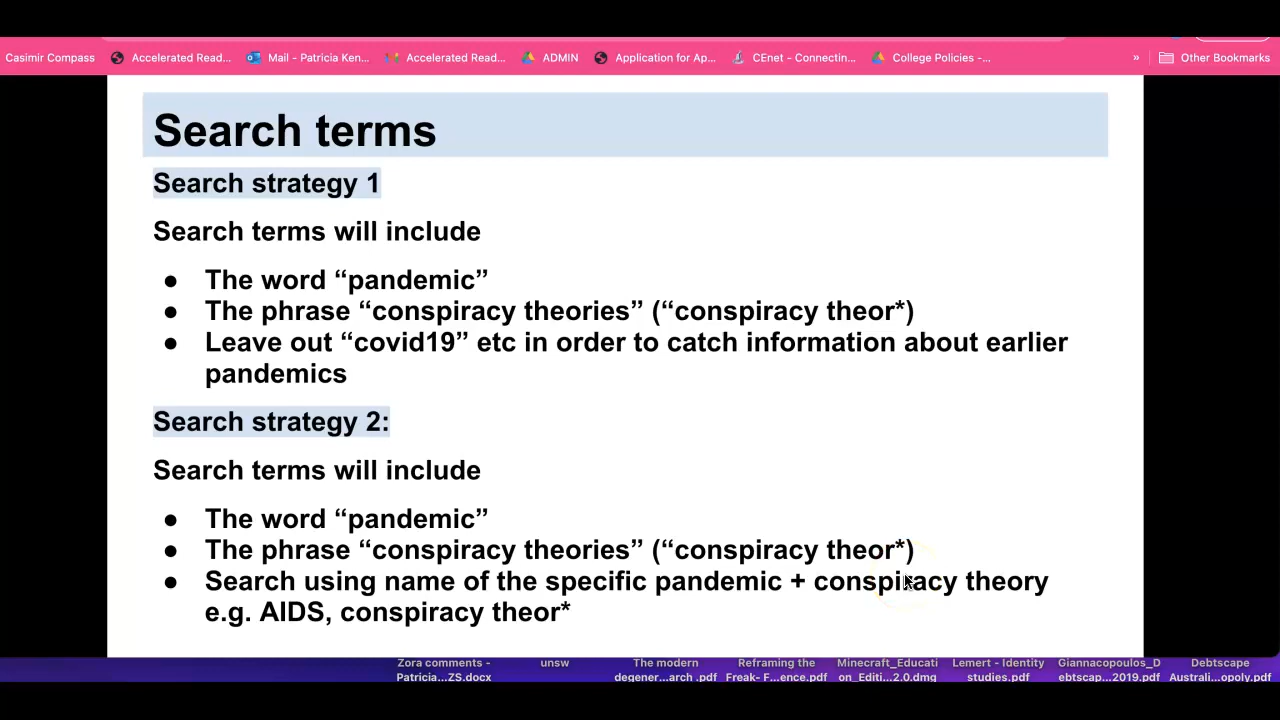 Casimir Compass Accelerated Read... Mail - Patricia Ken... Accelerated Read... ADMIN Application for Ap... CEnet - Connectin... College Policies -... » Other Bookmarks
Search terms
Search strategy 1
Search terms will include
● The word “pandemic”
● The phrase “conspiracy theories” (“conspiracy theor*)
● Leave out “covid19” etc in order to catch information about earlier
pandemics
Search strategy 2:
Search terms will include
● The word “pandemic”
● The phrase “conspiracy theories” (“conspiracy theor*)
● Search using name of the specific pandemic + conspiracy theory
e.g. AIDS, conspiracy theor*
Zora comments - unsw The modern Reframing the Minecraft_Educati Lemert - Identity Giannacopoulos_D Debtscape
Patricia...ZS.docx degener...arch .pdf Freak- F...ence.pdf on_Editi...2.0.dmg studies.pdf ebtscap...2019.pdf Australi...opoly.pdf